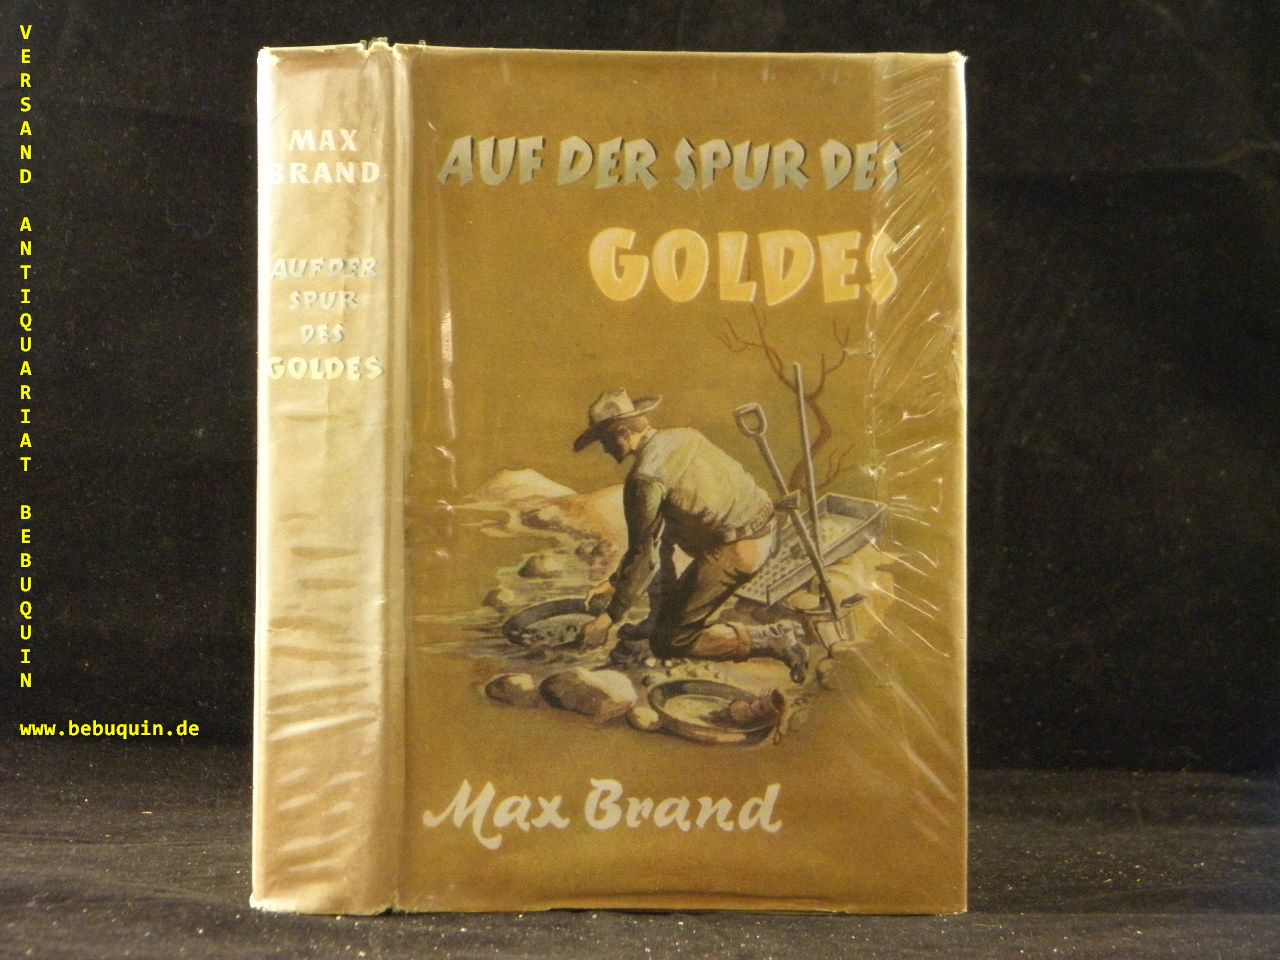 VERSAND ANTIQUARIAT BEBUQUIN
www.bebuquin.de
MAX
BRAND
AUF DER
SPUR
DES
GOLDES
AUF DER SPUR DES
GOLDES
Max Brand